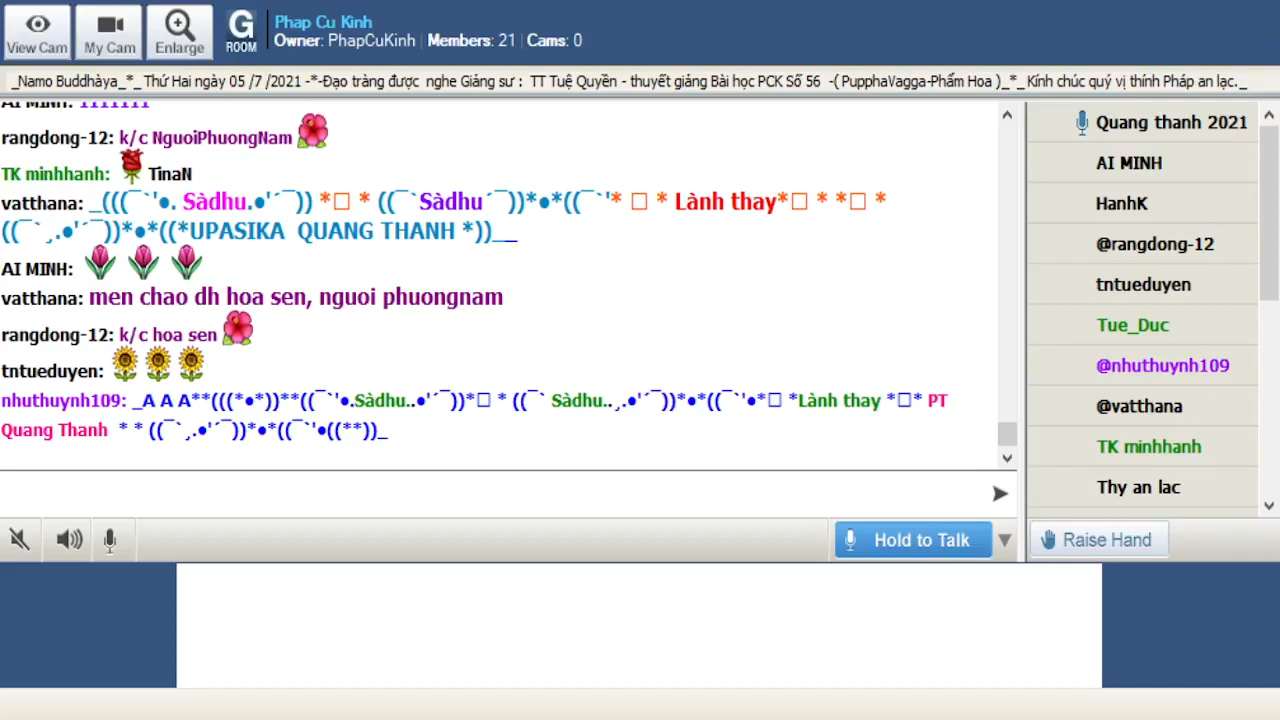 View Cam
My Cam
Enlarge
G ROOM
Phap Cu Kinh
Owner: PhapCuKinh | Members: 21 | Cams: 0
_Namo Buddhàya_*_ Thứ Hai ngày 05 /7 /2021 -*-Đạo tràng được nghe Giảng sư : TT Tuệ Quyền - thuyết giảng Bài học PCK Số 56 -( PupphaVagga-Phẩm Hoa )_*_ Kính chúc quý vị thính Pháp an lạc._
AI MINH: 1111111
rangdong-12: k/c NguoiPhuongNam
TK minhhanh: TinaN
vatthana: _(((¯`'●. Sàdhu.●'´¯)) *□ * ((¯`Sàdhu´¯))*●*((¯`'* □ * Lành thay*□ * *□ *
((¯`¸.●'´¯))*●*((*UPASIKA QUANG THANH *))__
AI MINH:
vatthana: men chao dh hoa sen, nguoi phuongnam
rangdong-12: k/c hoa sen
tntueduyen:
nhuthuynh109: _A A A**(((*●*))**((¯`'●.Sàdhu..●'´¯))*□ * ((¯` Sàdhu..¸.●'´¯))*●*((¯`'●*□ *Lành thay *□* PT
Quang Thanh * * ((¯`¸.●'´¯))*●*((¯`'●((**))_
Quang thanh 2021
AI MINH
HanhK
@rangdong-12
tntueduyen
Tue_Duc
@nhuthuynh109
@vatthana
TK minhhanh
Thy an lac
Hold to Talk
Raise Hand